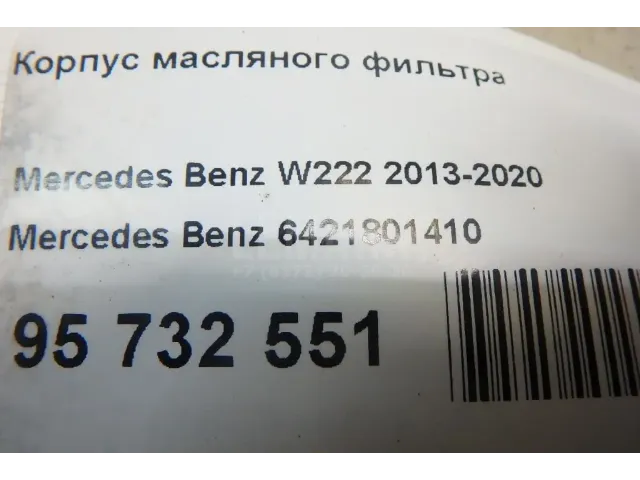 Корпус масляного фильтра
Mercedes Benz W222 2013-2020
Mercedes Benz 6421801410
95 732 551